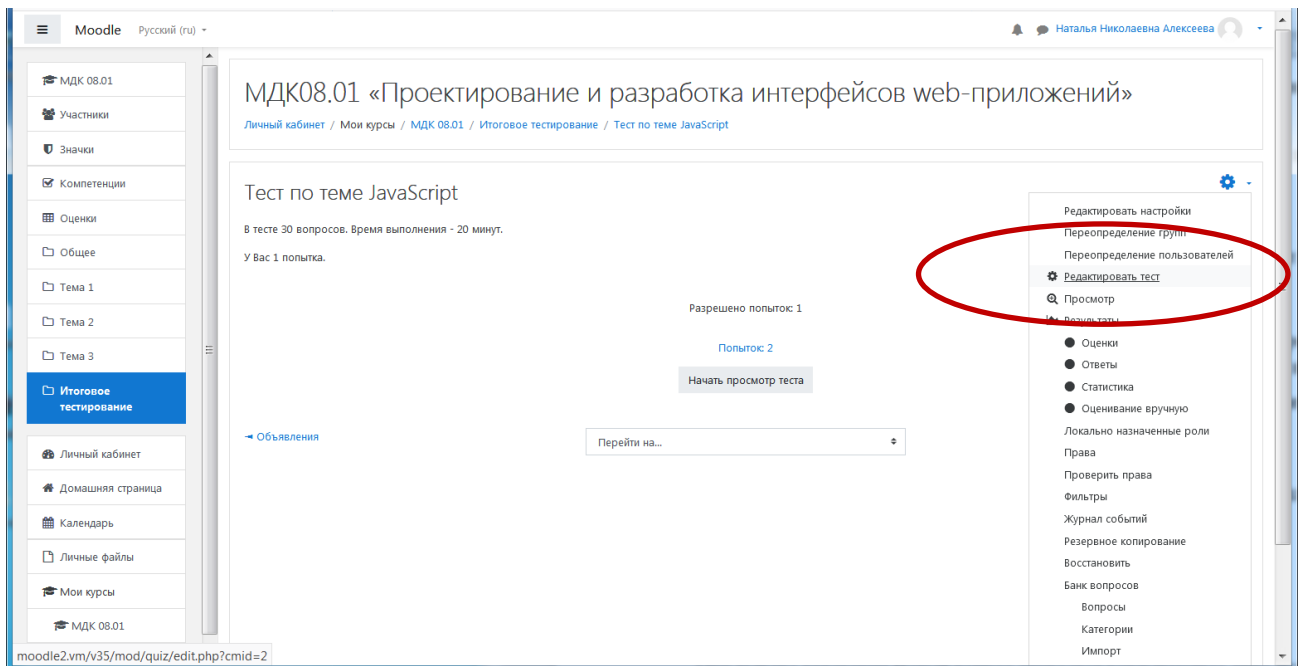 Moodle Русский (ru)
Наталья Николаевна Алексеева
МДК 08.01
Участники
Значки
Компетенции
Оценки
Общее
Тема 1
Тема 2
Тема 3
Итоговое
тестирование
Личный кабинет
Домашняя страница
Календарь
Личные файлы
Мои курсы
МДК 08.01
МДК08.01 «Проектирование и разработка интерфейсов web-приложений»
Личный кабинет / Мои курсы / МДК 08.01 / Итоговое тестирование / Тест по теме JavaScript
Тест по теме JavaScript
В тесте 30 вопросов. Время выполнения - 20 минут.
У Вас 1 попытка.
Разрешено попыток: 1
Попыток: 2
Начать просмотр теста
◄ Объявления
Перейти на...
Редактировать настройки
Переопределение групп
Переопределение пользователей
Редактировать тест
Просмотр
Результаты
Оценки
Ответы
Статистика
Оценивание вручную
Локально назначенные роли
Права
Проверить права
Фильтры
Журнал событий
Резервное копирование
Восстановить
Банк вопросов
Вопросы
Категории
Импорт
moodle2.vm/v35/mod/quiz/edit.php?cmid=2